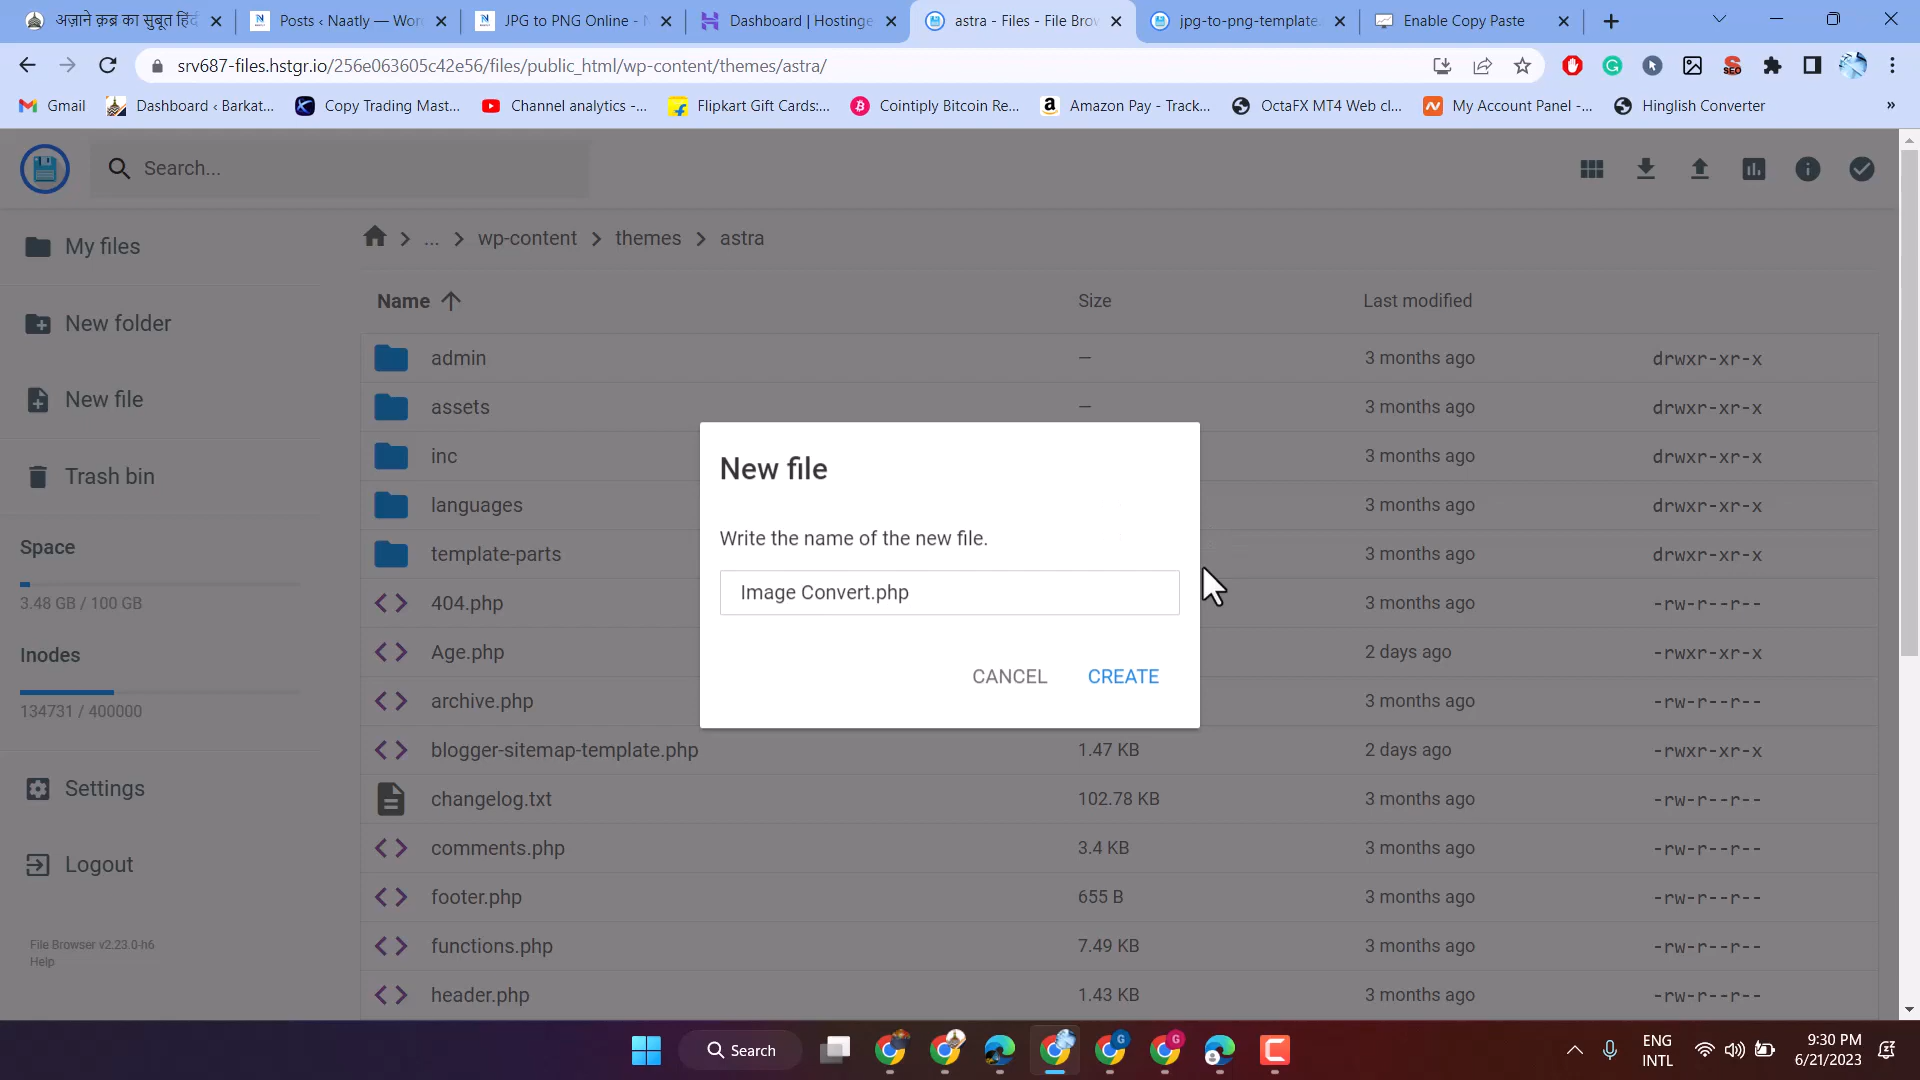 अज़ाने क़ब्र का सुबूत हिंदी
Posts ‹ Naatly — Wor
JPG to PNG Online - N
Dashboard | Hostinge
astra - Files - File Brow
jpg-to-png-template.
Enable Copy Paste
srv687-files.hstgr.io/256e063605c42e56/files/public_html/wp-content/themes/astra/
SEO
Gmail
Dashboard ‹ Barkat...
Copy Trading Mast...
Channel analytics -...
Flipkart Gift Cards:...
Cointiply Bitcoin Re...
Amazon Pay - Track...
OctaFX MT4 Web cl...
My Account Panel -...
Hinglish Converter
»
Search...
My files
New folder
New file
Trash bin
Space
3.48 GB / 100 GB
Inodes
134731 / 400000
Settings
Logout
File Browser v2.23.0-h6
Help
... wp-content themes astra
Name Size Last modified
admin — 3 months ago drwxr-xr-x
assets — 3 months ago drwxr-xr-x
inc 3 months ago drwxr-xr-x
languages 3 months ago drwxr-xr-x
template-parts 3 months ago drwxr-xr-x
404.php 3 months ago -rw-r--r--
Age.php 2 days ago -rwxr-xr-x
archive.php 3 months ago -rw-r--r--
blogger-sitemap-template.php 1.47 KB 2 days ago -rwxr-xr-x
changelog.txt 102.78 KB 3 months ago -rw-r--r--
comments.php 3.4 KB 3 months ago -rw-r--r--
footer.php 655 B 3 months ago -rw-r--r--
functions.php 7.49 KB 3 months ago -rw-r--r--
header.php 1.43 KB 3 months ago -rw-r--r--
New file
Write the name of the new file.
Image Convert.php
CANCEL CREATE
Search
ENG
INTL
9:30 PM
6/21/2023